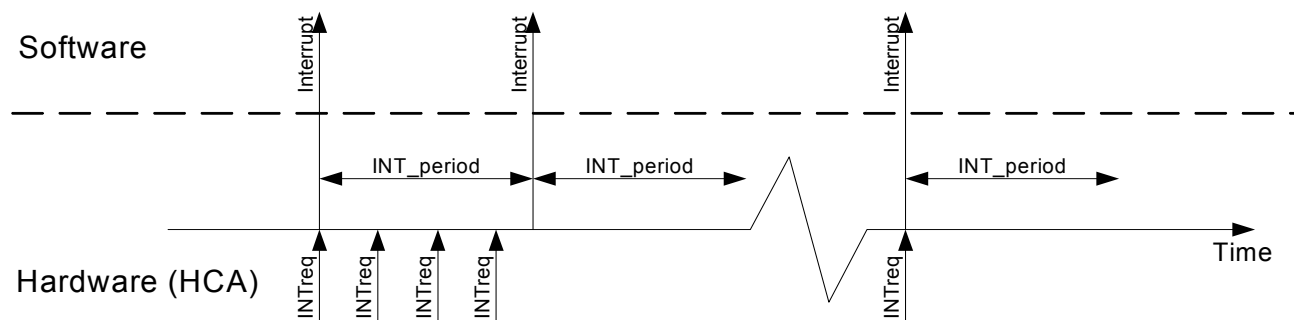 Software
Interrupt
Interrupt
Interrupt
INT_period
INT_period
INT_period
Time
Hardware (HCA)
INTreq
INTreq
INTreq
INTreq
INTreq